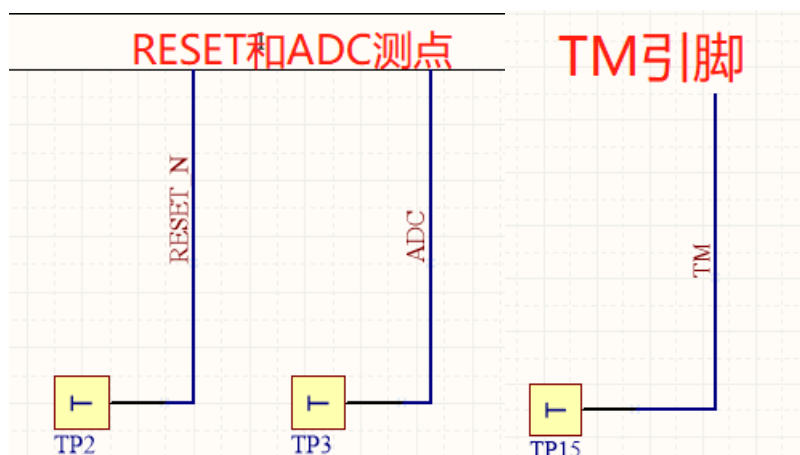 RESET和ADC测点
TM引脚
RESET_N
ADC
TM
T
T
T
TP2
TP3
TP15